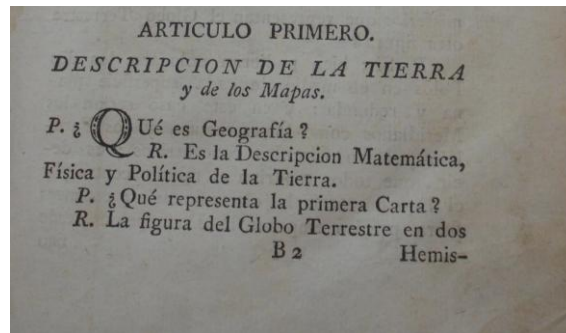 ARTICULO PRIMERO.
DESCRIPCION DE LA TIERRA
y de los Mapas.
P. ¿ QUé es Geografía ?
R. Es la Descripcion Matemática,
Física y Política de la Tierra.
P. ¿Qué representa la primera Carta ?
R. La figura del Globo Terrestre en dos
B 2 Hemis-